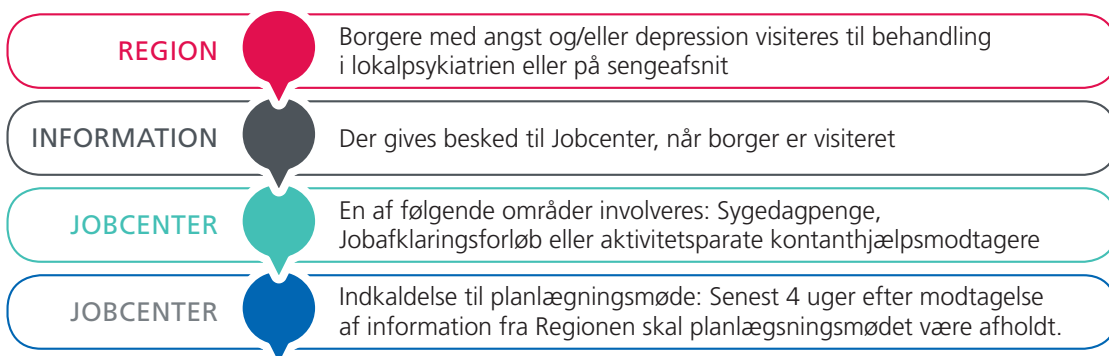 REGION
Borgere med angst og/eller depression visiteres til behandling
i lokalpsykiatrien eller på sengeafsnit
INFORMATION
Der gives besked til Jobcenter, når borger er visiteret
JOBCENTER
En af følgende områder involveres: Sygedagpenge,
Jobafklaringsforløb eller aktivitetsparate kontanthjælpsmodtagere
JOBCENTER
Indkaldelse til planlægningsmøde: Senest 4 uger efter modtagelse
af information fra Regionen skal planlægsningsmødet være afholdt.